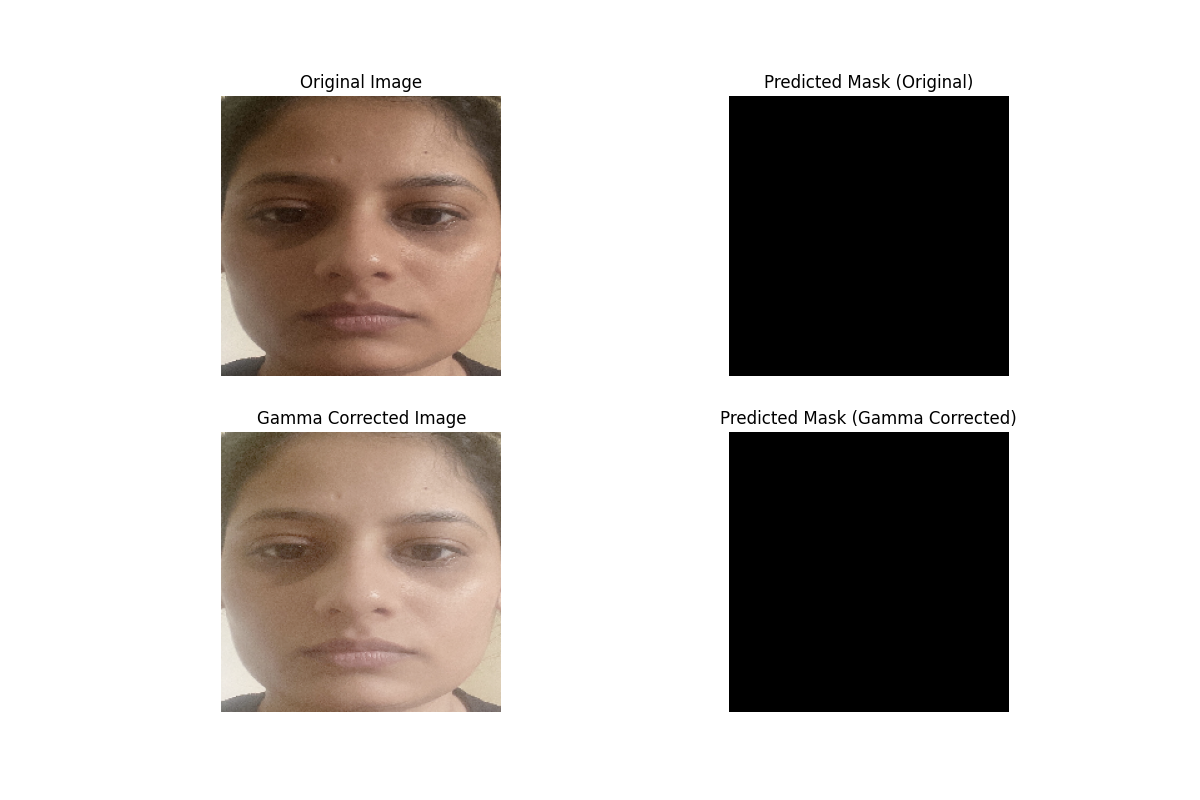 Original Image
Predicted Mask (Original)
Gamma Corrected Image
Predicted Mask (Gamma Corrected)